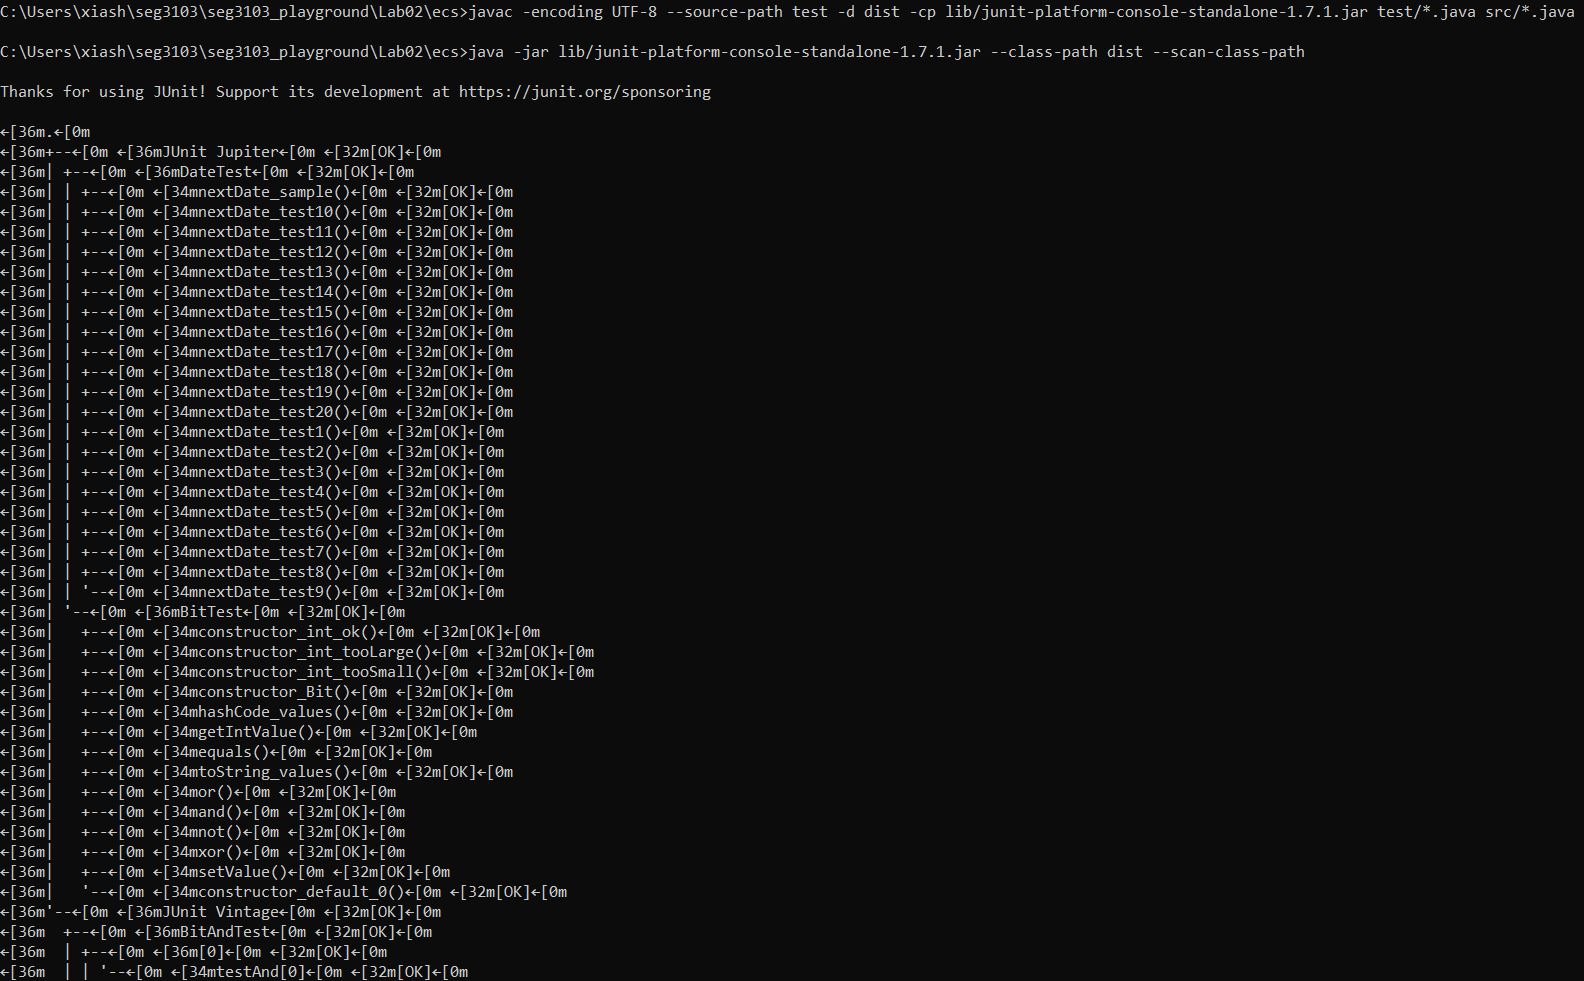 C:\Users\xiash\seg3103\seg3103_playground\Lab02\ecs>javac -encoding UTF-8 --source-path test -d dist -cp lib/junit-platform-console-standalone-1.7.1.jar test/*.java src/*.java
C:\Users\xiash\seg3103\seg3103_playground\Lab02\ecs>java -jar lib/junit-platform-console-standalone-1.7.1.jar --class-path dist --scan-class-path
Thanks for using JUnit! Support its development at https://junit.org/sponsoring
←[36m.←[0m
←[36m+--←[0m ←[36mJUnit Jupiter←[0m ←[32m[OK]←[0m
←[36m| +--←[0m ←[36mDateTest←[0m ←[32m[OK]←[0m
←[36m| | +--←[0m ←[34mnextDate_sample()←[0m ←[32m[OK]←[0m
←[36m| | +--←[0m ←[34mnextDate_test10()←[0m ←[32m[OK]←[0m
←[36m| | +--←[0m ←[34mnextDate_test11()←[0m ←[32m[OK]←[0m
←[36m| | +--←[0m ←[34mnextDate_test12()←[0m ←[32m[OK]←[0m
←[36m| | +--←[0m ←[34mnextDate_test13()←[0m ←[32m[OK]←[0m
←[36m| | +--←[0m ←[34mnextDate_test14()←[0m ←[32m[OK]←[0m
←[36m| | +--←[0m ←[34mnextDate_test15()←[0m ←[32m[OK]←[0m
←[36m| | +--←[0m ←[34mnextDate_test16()←[0m ←[32m[OK]←[0m
←[36m| | +--←[0m ←[34mnextDate_test17()←[0m ←[32m[OK]←[0m
←[36m| | +--←[0m ←[34mnextDate_test18()←[0m ←[32m[OK]←[0m
←[36m| | +--←[0m ←[34mnextDate_test19()←[0m ←[32m[OK]←[0m
←[36m| | +--←[0m ←[34mnextDate_test20()←[0m ←[32m[OK]←[0m
←[36m| | +--←[0m ←[34mnextDate_test1()←[0m ←[32m[OK]←[0m
←[36m| | +--←[0m ←[34mnextDate_test2()←[0m ←[32m[OK]←[0m
←[36m| | +--←[0m ←[34mnextDate_test3()←[0m ←[32m[OK]←[0m
←[36m| | +--←[0m ←[34mnextDate_test4()←[0m ←[32m[OK]←[0m
←[36m| | +--←[0m ←[34mnextDate_test5()←[0m ←[32m[OK]←[0m
←[36m| | +--←[0m ←[34mnextDate_test6()←[0m ←[32m[OK]←[0m
←[36m| | +--←[0m ←[34mnextDate_test7()←[0m ←[32m[OK]←[0m
←[36m| | +--←[0m ←[34mnextDate_test8()←[0m ←[32m[OK]←[0m
←[36m| | '--←[0m ←[34mnextDate_test9()←[0m ←[32m[OK]←[0m
←[36m| '--←[0m ←[36mBitTest←[0m ←[32m[OK]←[0m
←[36m|   +--←[0m ←[34mconstructor_int_ok()←[0m ←[32m[OK]←[0m
←[36m|   +--←[0m ←[34mconstructor_int_tooLarge()←[0m ←[32m[OK]←[0m
←[36m|   +--←[0m ←[34mconstructor_int_tooSmall()←[0m ←[32m[OK]←[0m
←[36m|   +--←[0m ←[34mconstructor_Bit()←[0m ←[32m[OK]←[0m
←[36m|   +--←[0m ←[34mhashCode_values()←[0m ←[32m[OK]←[0m
←[36m|   +--←[0m ←[34mgetIntValue()←[0m ←[32m[OK]←[0m
←[36m|   +--←[0m ←[34mequals()←[0m ←[32m[OK]←[0m
←[36m|   +--←[0m ←[34mtoString_values()←[0m ←[32m[OK]←[0m
←[36m|   +--←[0m ←[34mor()←[0m ←[32m[OK]←[0m
←[36m|   +--←[0m ←[34mand()←[0m ←[32m[OK]←[0m
←[36m|   +--←[0m ←[34mnot()←[0m ←[32m[OK]←[0m
←[36m|   +--←[0m ←[34mxor()←[0m ←[32m[OK]←[0m
←[36m|   +--←[0m ←[34msetValue()←[0m ←[32m[OK]←[0m
←[36m|   '--←[0m ←[34mconstructor_default_0()←[0m ←[32m[OK]←[0m
←[36m'--←[0m ←[36mJUnit Vintage←[0m ←[32m[OK]←[0m
←[36m  +--←[0m ←[36mBitAndTest←[0m ←[32m[OK]←[0m
←[36m  | +--←[0m ←[36m[0]←[0m ←[32m[OK]←[0m
←[36m  | | '--←[0m ←[34mtestAnd[0]←[0m ←[32m[OK]←[0m